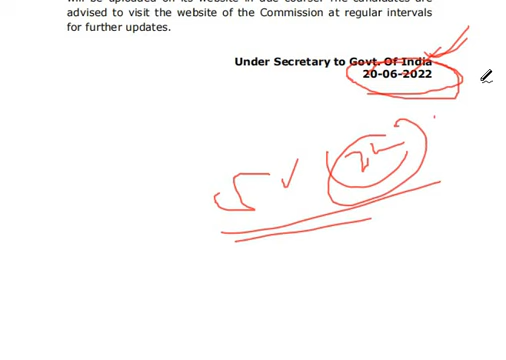 will be uploaded on its website in due course. The candidates are
advised to visit the website of the Commission at regular intervals
for further updates.
Under Secretary to Govt. Of India
20-06-2022
5